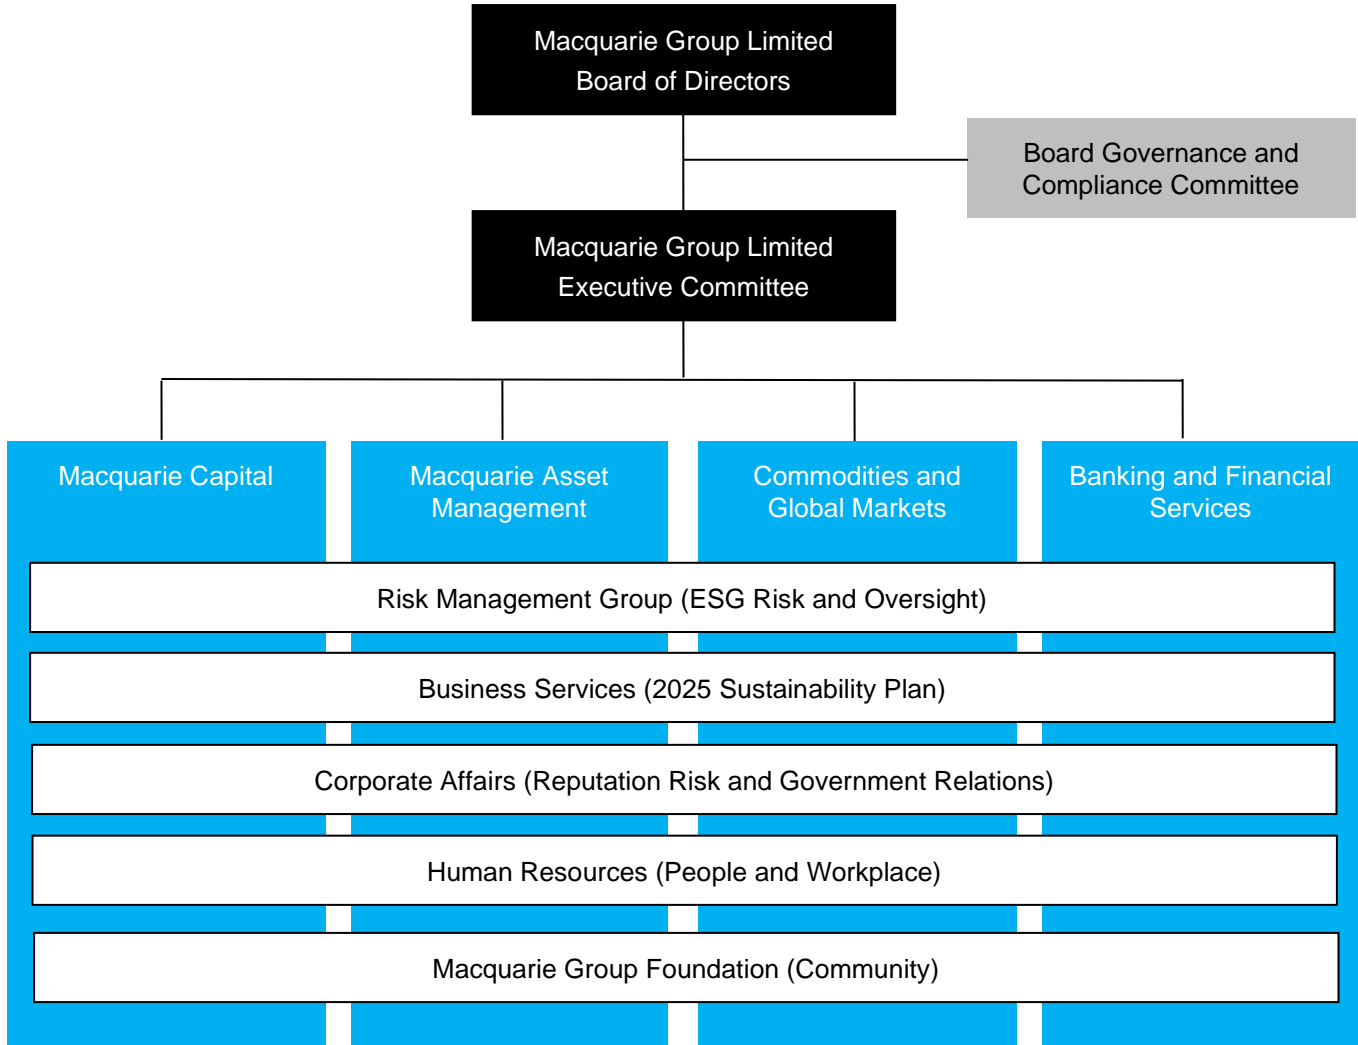 Macquarie Group Limited
Board of Directors
Board Governance and
Compliance Committee
Macquarie Group Limited
Executive Committee
Macquarie Capital
Macquarie Asset
Management
Commodities and
Global Markets
Banking and Financial
Services
Risk Management Group (ESG Risk and Oversight)
Business Services (2025 Sustainability Plan)
Corporate Affairs (Reputation Risk and Government Relations)
Human Resources (People and Workplace)
Macquarie Group Foundation (Community)